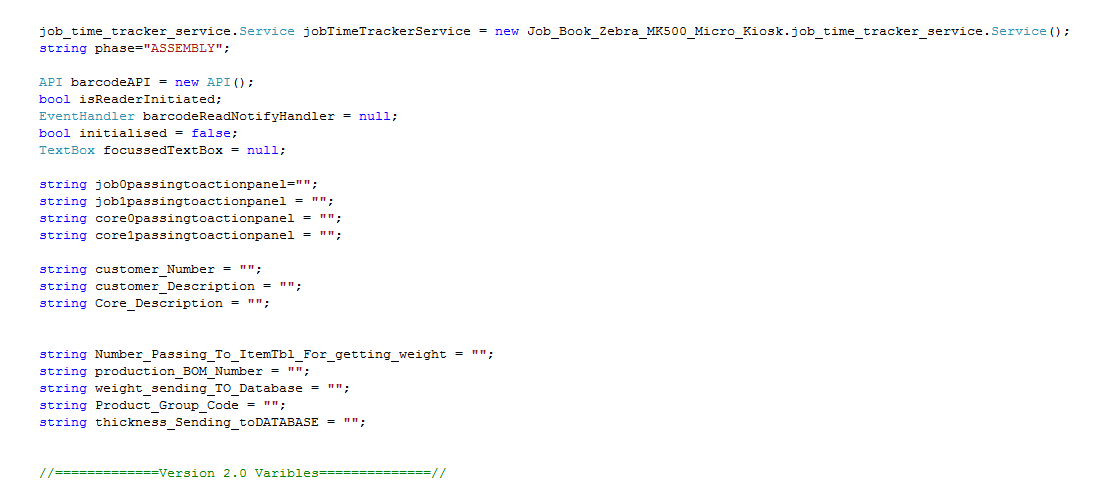 job_time_tracker_service.Service jobTimeTrackerService = new Job_Book_Zebra_MK500_Micro_Kiosk.job_time_tracker_service.Service();
string phase="ASSEMBLY";
API barcodeAPI = new API();
bool isReaderInitiated;
EventHandler barcodeReadNotifyHandler = null;
bool initialised = false;
TextBox focussedTextBox = null;
string job0passingtoactionpanel="";
string job1passingtoactionpanel = "";
string core0passingtoactionpanel = "";
string core1passingtoactionpanel = "";
string customer_Number = "";
string customer_Description = "";
string Core_Description = "";
string Number_Passing_To_ItemTbl_For_getting_weight = "";
string production_BOM_Number = "";
string weight_sending_TO_Database = "";
string Product_Group_Code = "";
string thickness_Sending_toDATABASE = "";
//=============Version 2.0 Varibles==============//